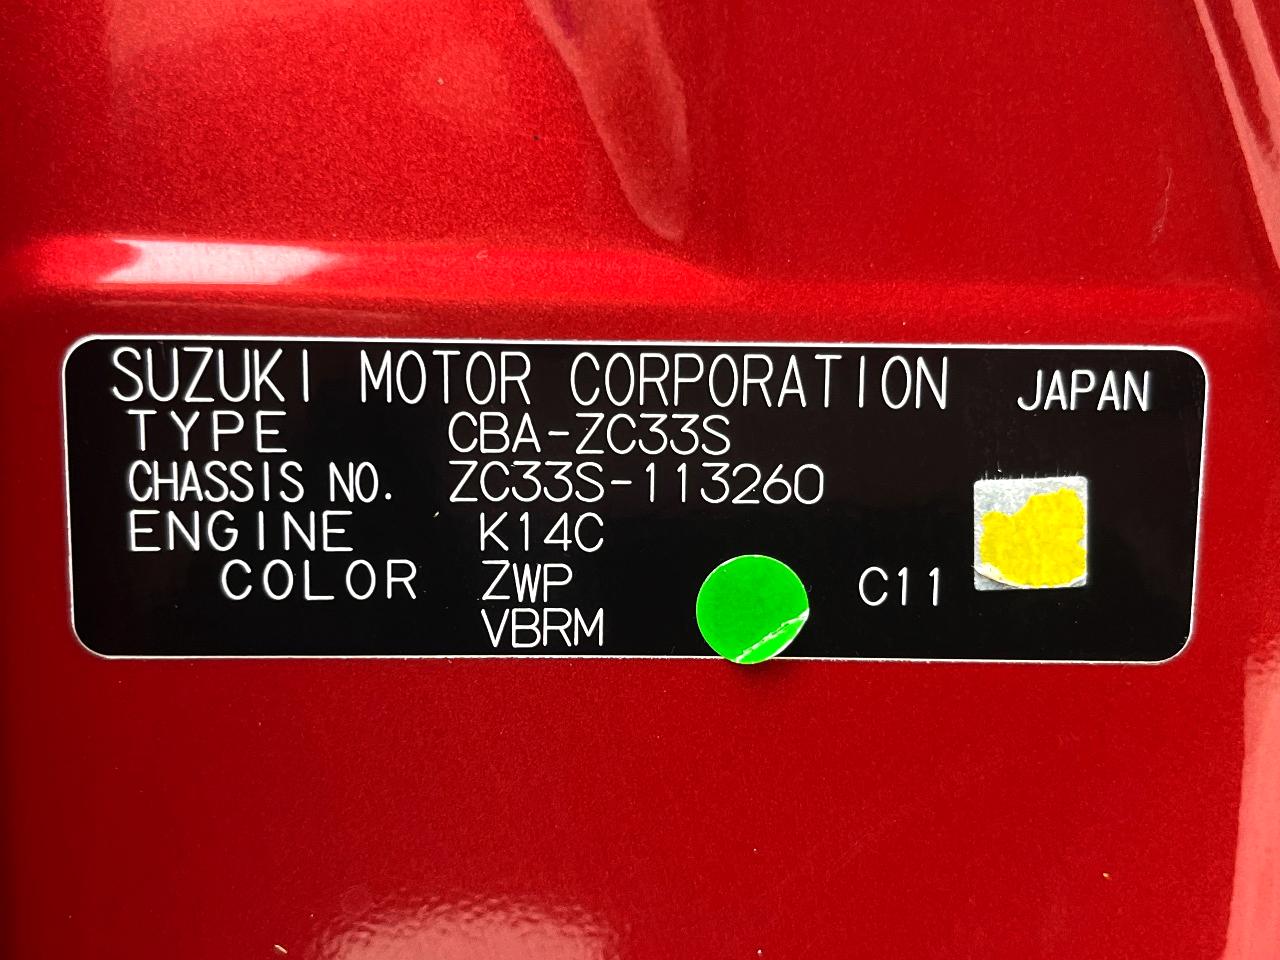 SUZUKI MOTOR CORPORATION JAPAN
TYPE CBA-ZC33S
CHASSIS NO. ZC33S-113260
ENGINE K14C
COLOR ZWP C11
VBRM